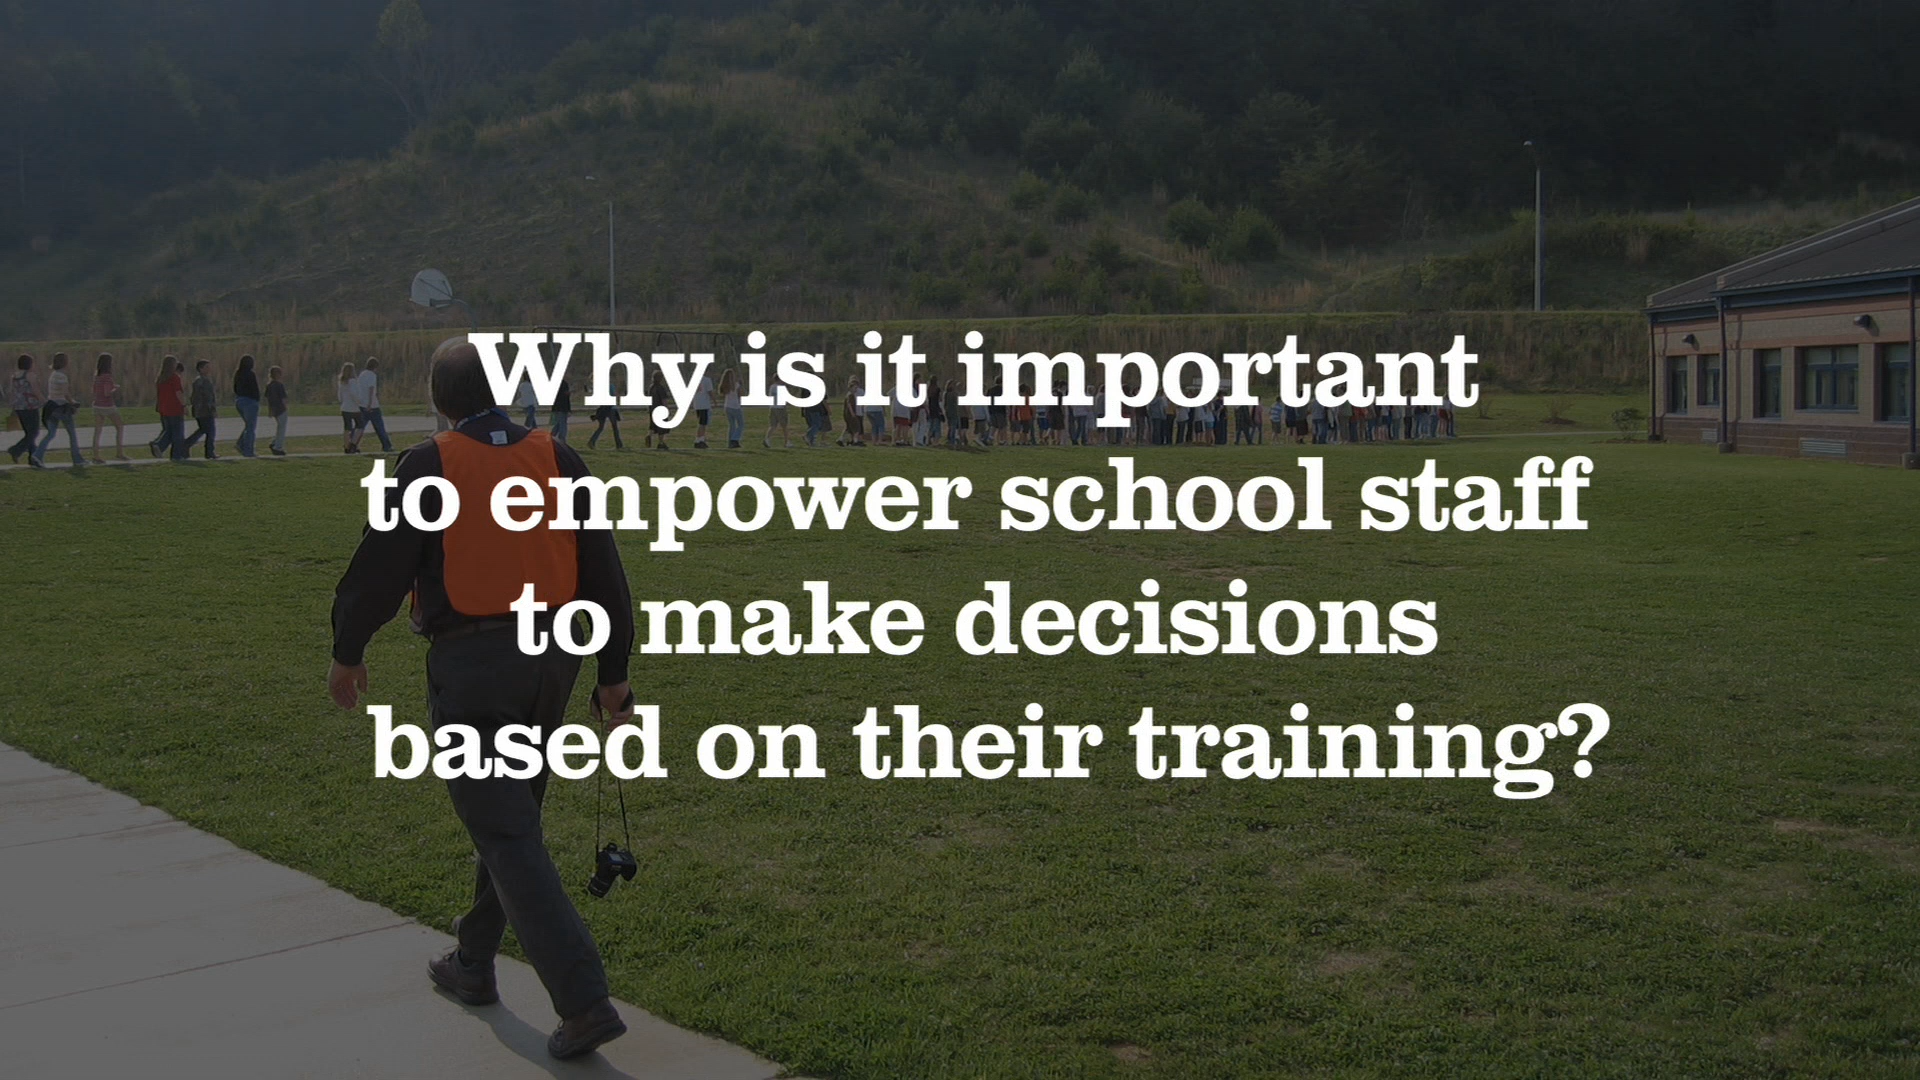 Why is it important
to empower school staff
to make decisions
based on their training?